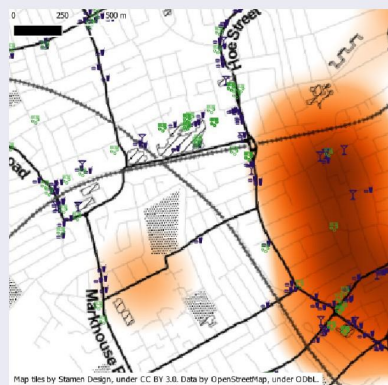 0 250 500 m
Hoe Street
oad
Markhouse R
Map tiles by Stamen Design, under CC BY 3.0. Data by OpenStreetMap, under ODbL.